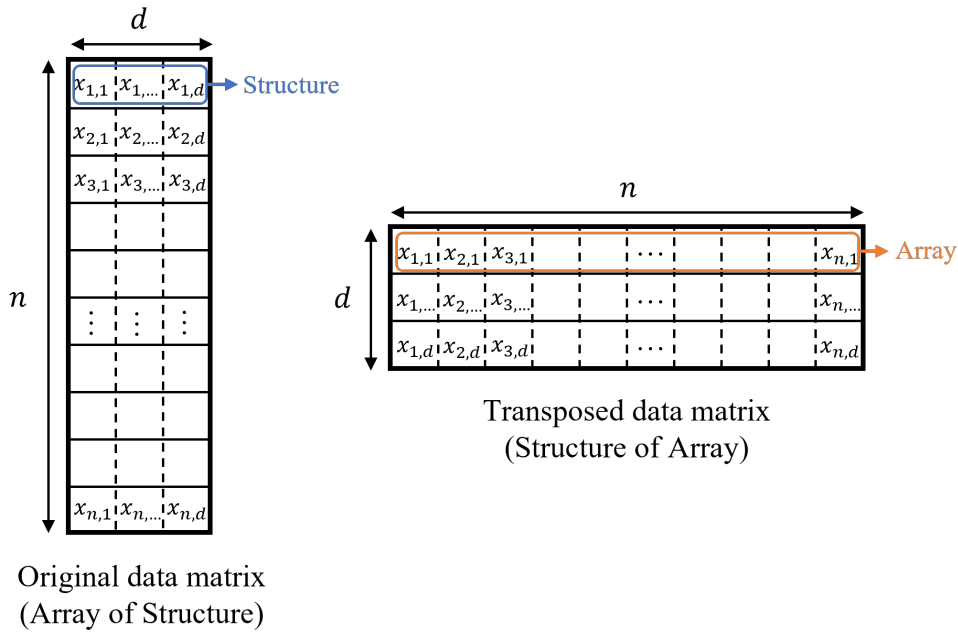 d
x₁,₁ x₁,... x₁,d Structure
x₂,₁ x₂,... x₂,d
x₃,₁ x₃,... x₃,d
n
⋮ ⋮ ⋮
xₙ,₁ xₙ,... xₙ,d
Original data matrix
(Array of Structure)
n
x₁,₁ x₂,₁ x₃,₁ ... xₙ,₁ Array
d
x₁,... x₂,... x₃,... ... xₙ,...
x₁,d x₂,d x₃,d ... xₙ,d
Transposed data matrix
(Structure of Array)